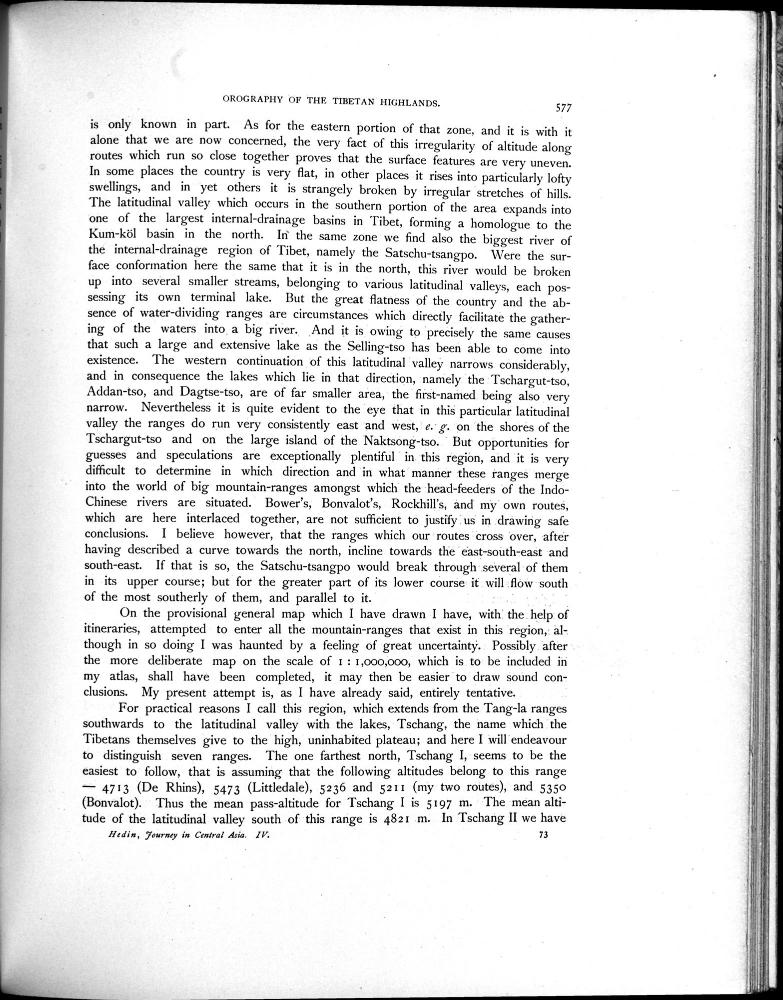 OROGRAPHY OF THE TIBETAN HIGHLANDS.
577
is only known in part. As for the eastern portion of that zone, and it is with it
alone that we are now concerned, the very fact of this irregularity of altitude along
routes which run so close together proves that the surface features are very uneven.
In some places the country is very flat, in other places it rises into particularly lofty
swellings, and in yet others it is strangely broken by irregular stretches of hills.
The latitudinal valley which occurs in the southern portion of the area expands into
one of the largest internal-drainage basins in Tibet, forming a homologue to the
Kum-köl basin in the north. In the same zone we find also the biggest river of
the internal-drainage region of Tibet, namely the Satschu-tsangpo. Were the sur-
face conformation here the same that it is in the north, this river would be broken
up into several smaller streams, belonging to various latitudinal valleys, each pos-
sessing its own terminal lake. But the great flatness of the country and the ab-
sence of water-dividing ranges are circumstances which directly facilitate the gather-
ing of the waters into a big river. And it is owing to precisely the same causes
that such a large and extensive lake as the Selling-tso has been able to come into
existence. The western continuation of this latitudinal valley narrows considerably,
and in consequence the lakes which lie in that direction, namely the Tschargut-tso,
Addan-tso, and Dagtse-tso, are of far smaller area, the first-named being also very
narrow. Nevertheless it is quite evident to the eye that in this particular latitudinal
valley the ranges do run very consistently east and west, e. g. on the shores of the
Tschargut-tso and on the large island of the Naktsong-tso. But opportunities for
guesses and speculations are exceptionally plentiful in this region, and it is very
difficult to determine in which direction and in what manner these ranges merge
into the world of big mountain-ranges amongst which the head-feeders of the Indo-
Chinese rivers are situated. Bower's, Bonvalot's, Rockhill's, and my own routes,
which are here interlaced together, are not sufficient to justify us in drawing safe
conclusions. I believe however, that the ranges which our routes cross over, after
having described a curve towards the north, incline towards the east-south-east and
south-east. If that is so, the Satschu-tsangpo would break through several of them
in its upper course; but for the greater part of its lower course it will flow south
of the most southerly of them, and parallel to it.
On the provisional general map which I have drawn I have, with the help of
itineraries, attempted to enter all the mountain-ranges that exist in this region, al-
though in so doing I was haunted by a feeling of great uncertainty. Possibly after
the more deliberate map on the scale of 1 : 1,000,000, which is to be included in
my atlas, shall have been completed, it may then be easier to draw sound con-
clusions. My present attempt is, as I have already said, entirely tentative.
For practical reasons I call this region, which extends from the Tang-la ranges
southwards to the latitudinal valley with the lakes, Tschang, the name which the
Tibetans themselves give to the high, uninhabited plateau; and here I will endeavour
to distinguish seven ranges. The one farthest north, Tschang I, seems to be the
easiest to follow, that is assuming that the following altitudes belong to this range
— 4713 (De Rhins), 5473 (Littledale), 5236 and 5211 (my two routes), and 5350
(Bonvalot). Thus the mean pass-altitude for Tschang I is 5197 m. The mean alti-
tude of the latitudinal valley south of this range is 4821 m. In Tschang II we have
Hedin, Journey in Central Asia. IV.
73